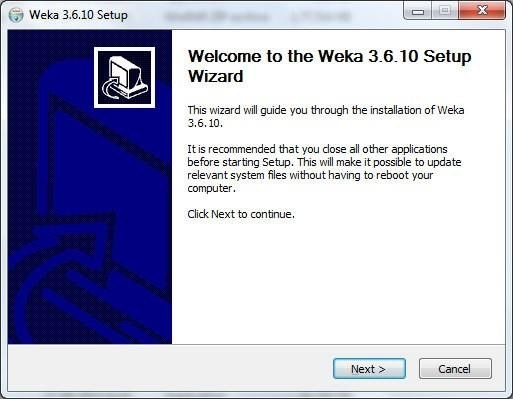 Weka 3.6.10 Setup
Welcome to the Weka 3.6.10 Setup
Wizard
This wizard will guide you through the installation of Weka
3.6.10.
It is recommended that you close all other applications
before starting Setup. This will make it possible to update
relevant system files without having to reboot your
computer.
Click Next to continue.
Next >
Cancel